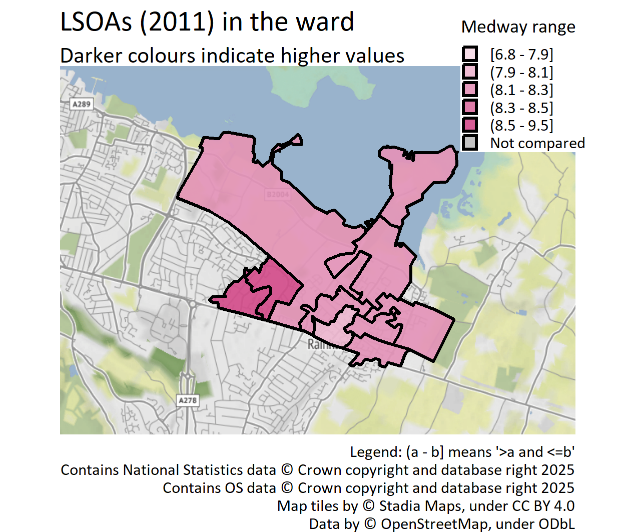 LSOAs (2011) in the ward
Darker colours indicate higher values
Medway range
[6.8 - 7.9]
(7.9 - 8.1]
(8.1 - 8.3]
(8.3 - 8.5]
(8.5 - 9.5]
Not compared
A289
A278
Legend: (a - b] means '>a and <=b'
Contains National Statistics data © Crown copyright and database right 2025
Contains OS data © Crown copyright and database right 2025
Map tiles by © Stadia Maps, under CC BY 4.0
Data by © OpenStreetMap, under ODbL